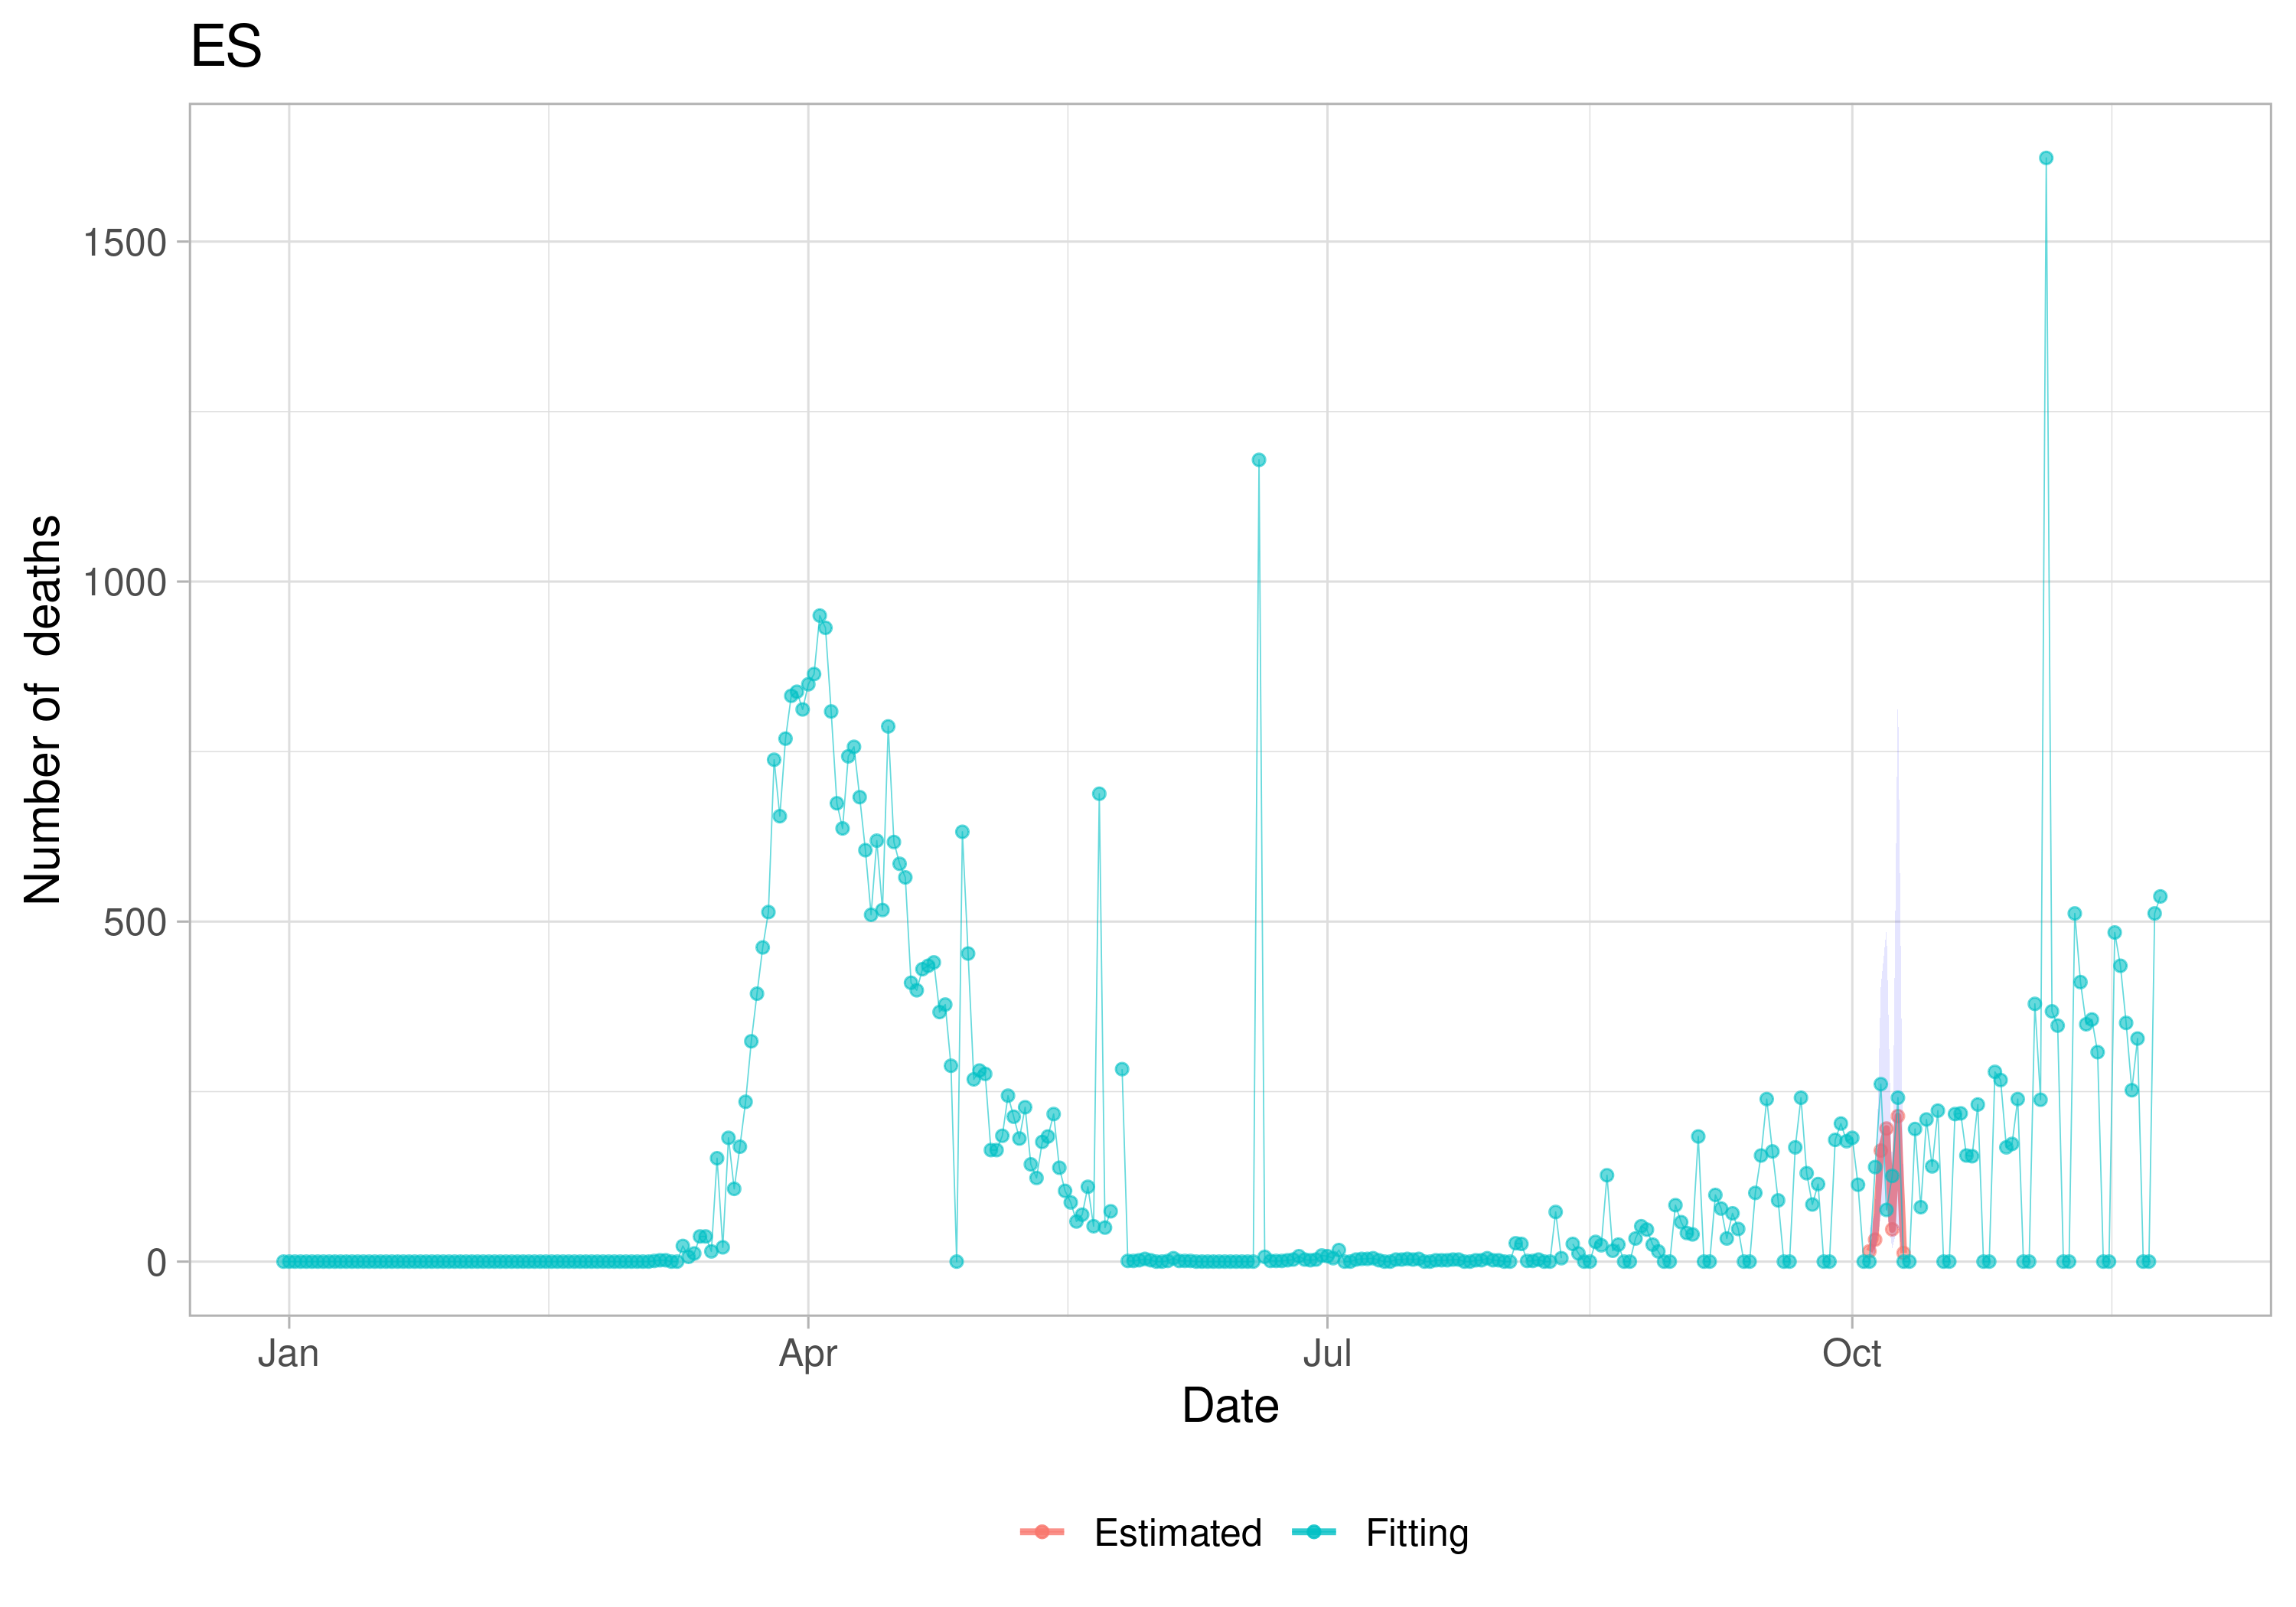 ES
Number of  deaths
1500
1000
500
0
Jan
Apr
Jul
Oct
Date
Estimated
Fitting